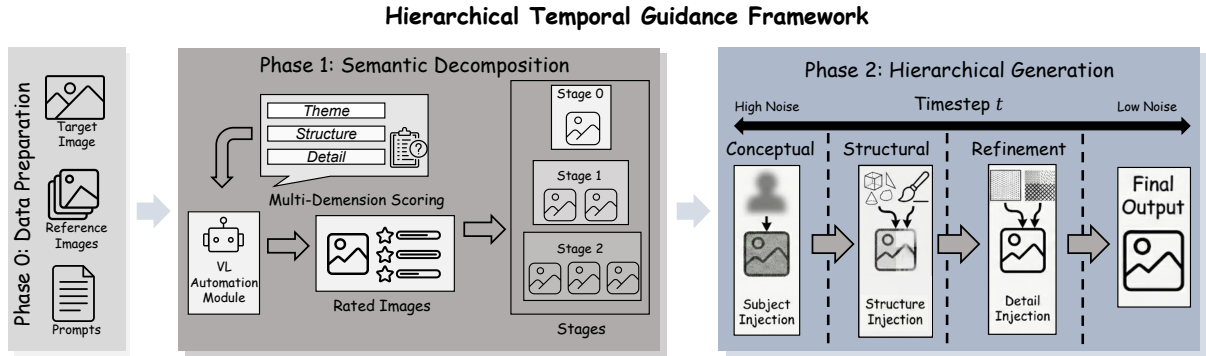 Hierarchical Temporal Guidance Framework
Phase 0: Data Preparation
Target
Image
Reference
Images
Prompts
Phase 1: Semantic Decomposition
Theme
Structure
Detail
?
Multi-Demension Scoring
VL
Automation
Module
Rated Images
Stage 0
Stage 1
Stage 2
Stages
Phase 2: Hierarchical Generation
High Noise
Timestep t
Low Noise
Conceptual
Structural
Refinement
Subject
Injection
Structure
Injection
Detail
Injection
Final
Output